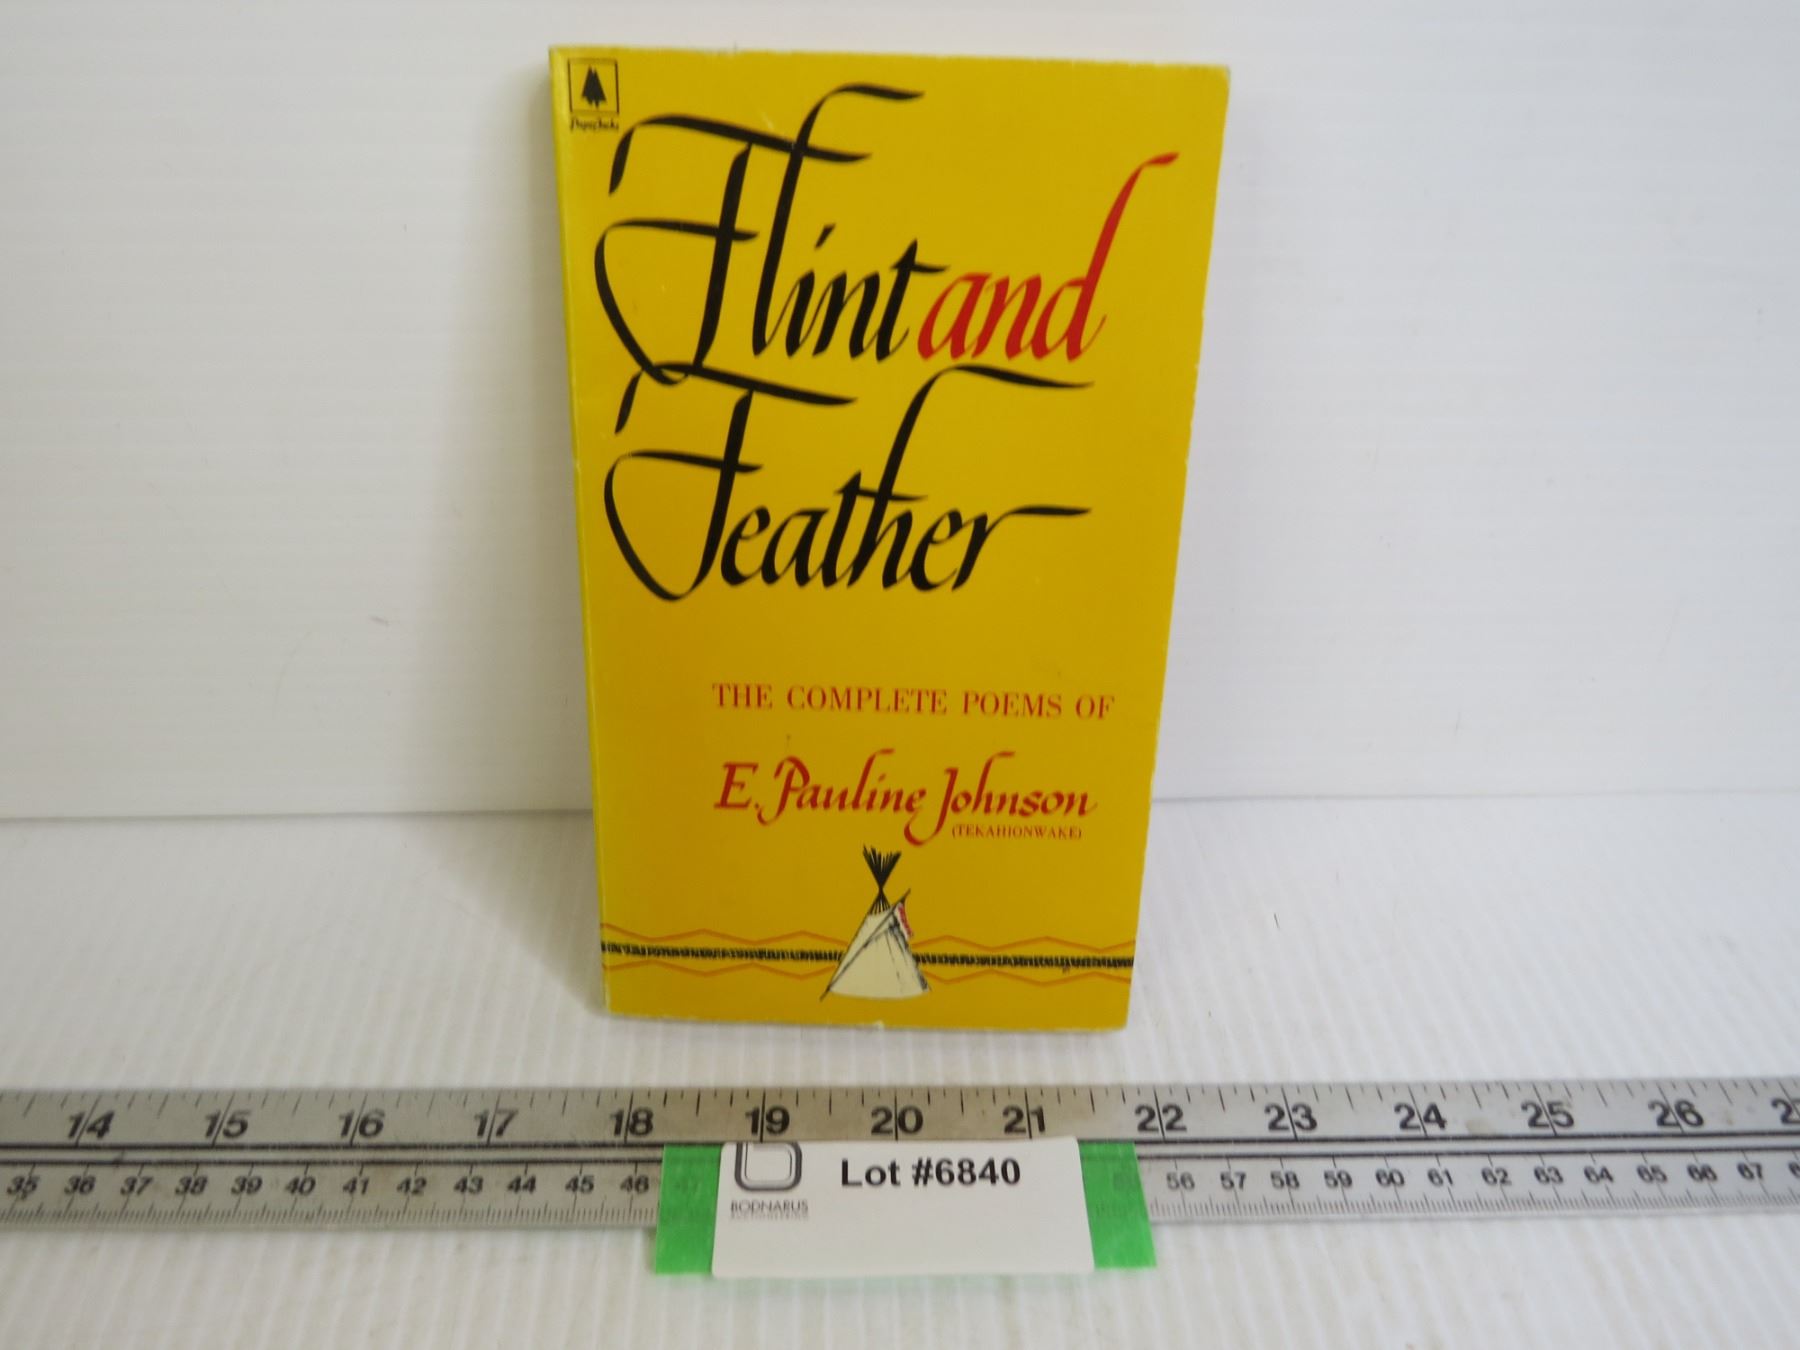 PaperJacks
Flint and
Feather
THE COMPLETE POEMS OF
E. Pauline Johnson
(TEKAHIONWAKE)
14 15 16 17 18 19 20 21 22 23 24 25 26
35 36 37 38 39 40 41 42 43 44 45 46 56 57 58 59 60 61 62 63 64 65 66 67
Lot #6840
BODNARUS
AUCTIONEERING